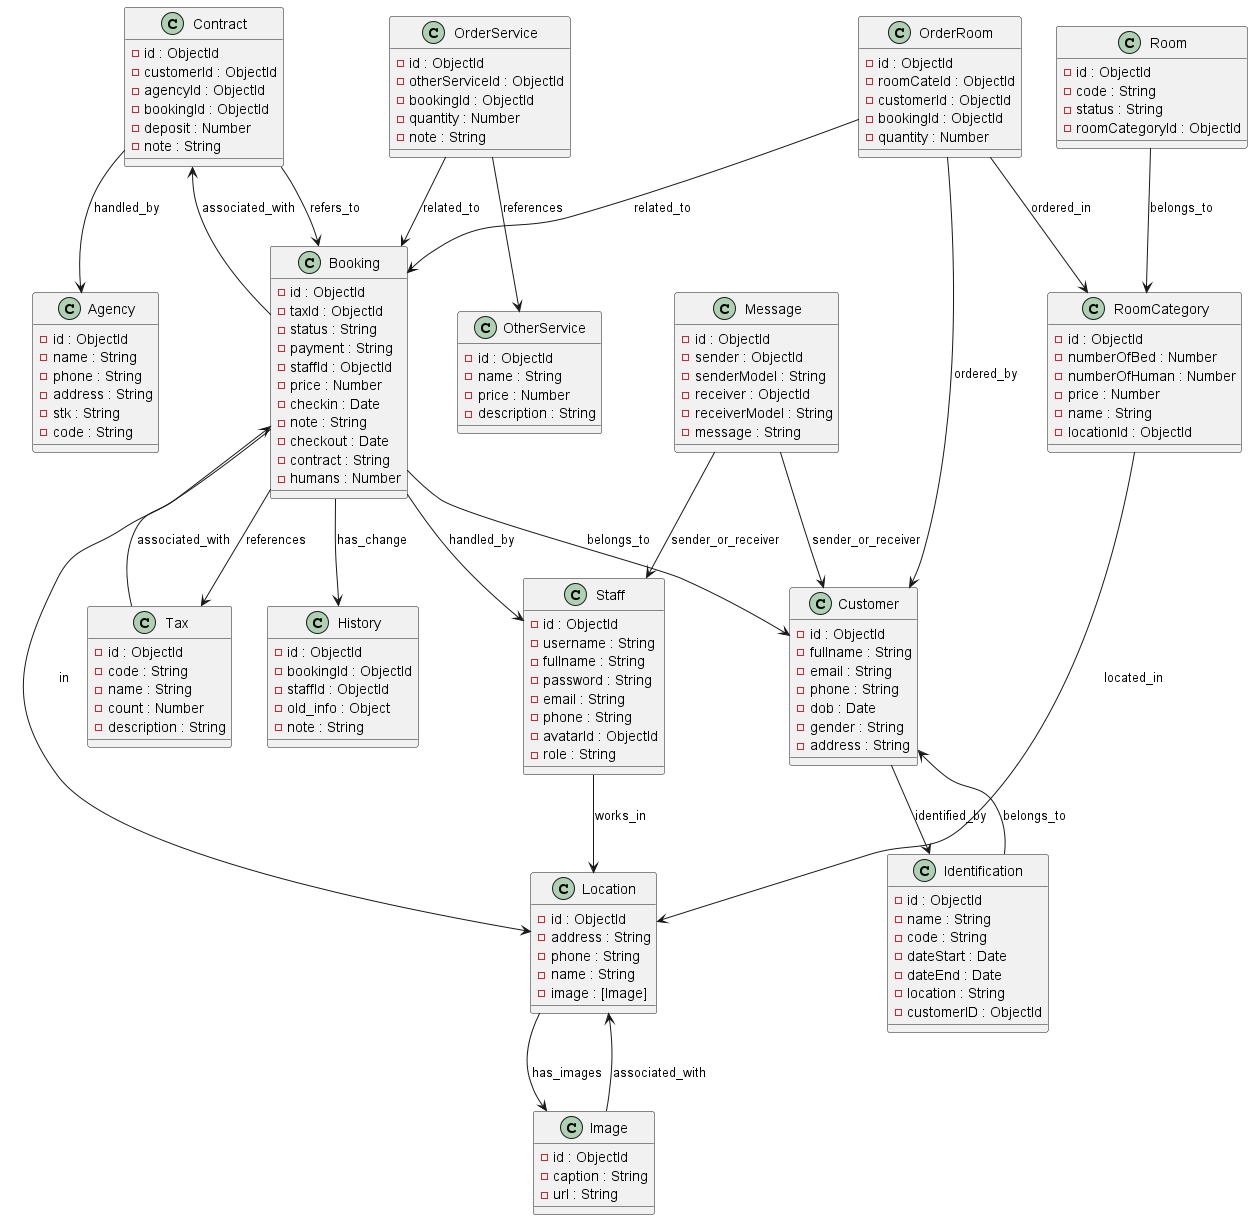 C Contract
id : ObjectId
customerId : ObjectId
agencyId : ObjectId
bookingId : ObjectId
deposit : Number
note : String
C OrderService
id : ObjectId
otherServiceId : ObjectId
bookingId : ObjectId
quantity : Number
note : String
C OrderRoom
id : ObjectId
roomCateId : ObjectId
customerId : ObjectId
bookingId : ObjectId
quantity : Number
C Room
id : ObjectId
code : String
status : String
roomCategoryId : ObjectId
handled_by
associated_with
refers_to
related_to
references
related_to
ordered_in
belongs_to
C Agency
id : ObjectId
name : String
phone : String
address : String
stk : String
code : String
C Booking
id : ObjectId
taxId : ObjectId
status : String
payment : String
staffId : ObjectId
price : Number
checkin : Date
note : String
checkout : Date
contract : String
humans : Number
C OtherService
id : ObjectId
name : String
price : Number
description : String
C Message
id : ObjectId
sender : ObjectId
senderModel : String
receiver : ObjectId
receiverModel : String
message : String
ordered_by
C RoomCategory
id : ObjectId
numberOfBed : Number
numberOfHuman : Number
price : Number
name : String
locationId : ObjectId
associated_with
references
has_change
handled_by
belongs_to
sender_or_receiver
sender_or_receiver
in
C Tax
id : ObjectId
code : String
name : String
count : Number
description : String
C History
id : ObjectId
bookingId : ObjectId
staffId : ObjectId
old_info : Object
note : String
C Staff
id : ObjectId
username : String
fullname : String
password : String
email : String
phone : String
avatarId : ObjectId
role : String
C Customer
id : ObjectId
fullname : String
email : String
phone : String
dob : Date
gender : String
address : String
located_in
works_in
identified_by
belongs_to
C Location
id : ObjectId
address : String
phone : String
name : String
image : [Image]
C Identification
id : ObjectId
name : String
code : String
dateStart : Date
dateEnd : Date
location : String
customerID : ObjectId
has_images
associated_with
C Image
id : ObjectId
caption : String
url : String